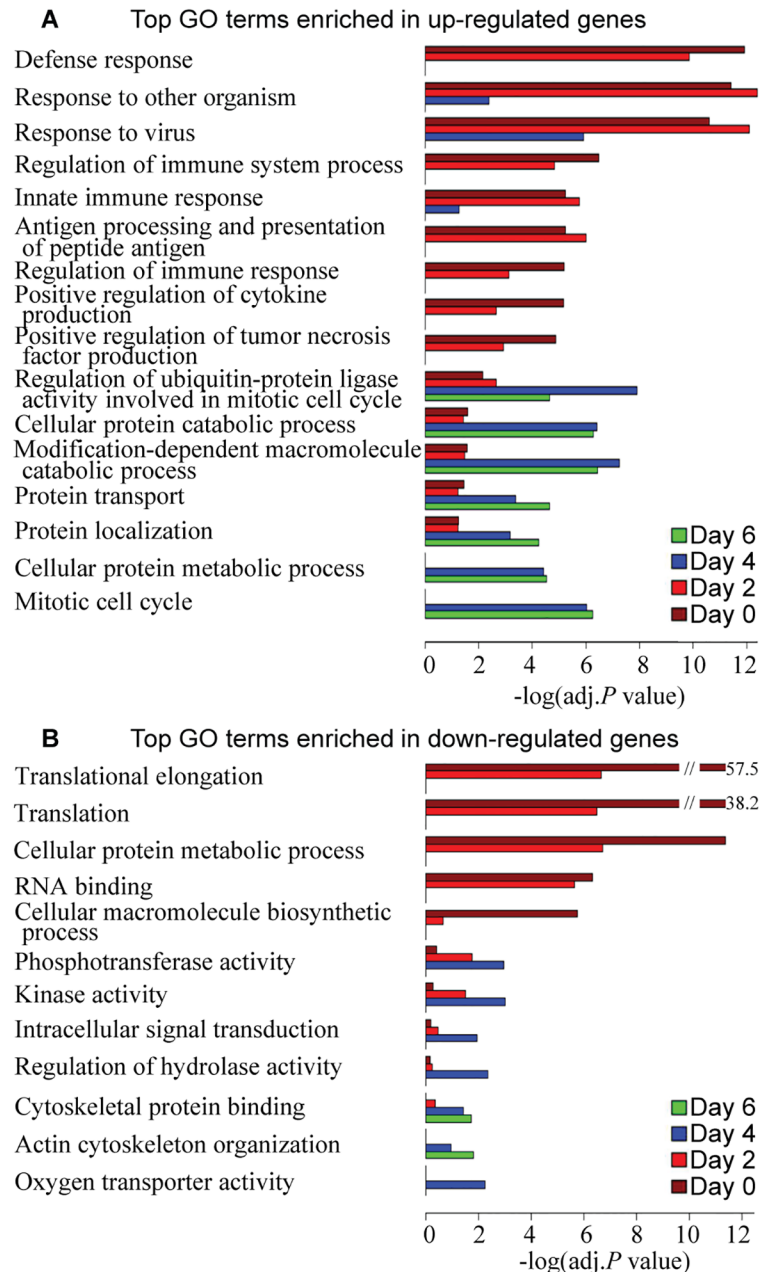 A Top GO terms enriched in up-regulated genes
Defense response
Response to other organism
Response to virus
Regulation of immune system process
Innate immune response
Antigen processing and presentation
of peptide antigen
Regulation of immune response
Positive regulation of cytokine
production
Positive regulation of tumor necrosis
factor production
Regulation of ubiquitin-protein ligase
activity involved in mitotic cell cycle
Cellular protein catabolic process
Modification-dependent macromolecule
catabolic process
Protein transport
Protein localization
Cellular protein metabolic process
Mitotic cell cycle
Day 6
Day 4
Day 2
Day 0
0 2 4 6 8 10 12
-log(adj.P value)
B Top GO terms enriched in down-regulated genes
Translational elongation // 57.5
Translation // 38.2
Cellular protein metabolic process
RNA binding
Cellular macromolecule biosynthetic
process
Phosphotransferase activity
Kinase activity
Intracellular signal transduction
Regulation of hydrolase activity
Cytoskeletal protein binding
Actin cytoskeleton organization
Oxygen transporter activity
Day 6
Day 4
Day 2
Day 0
0 2 4 6 8 10 12
-log(adj.P value)